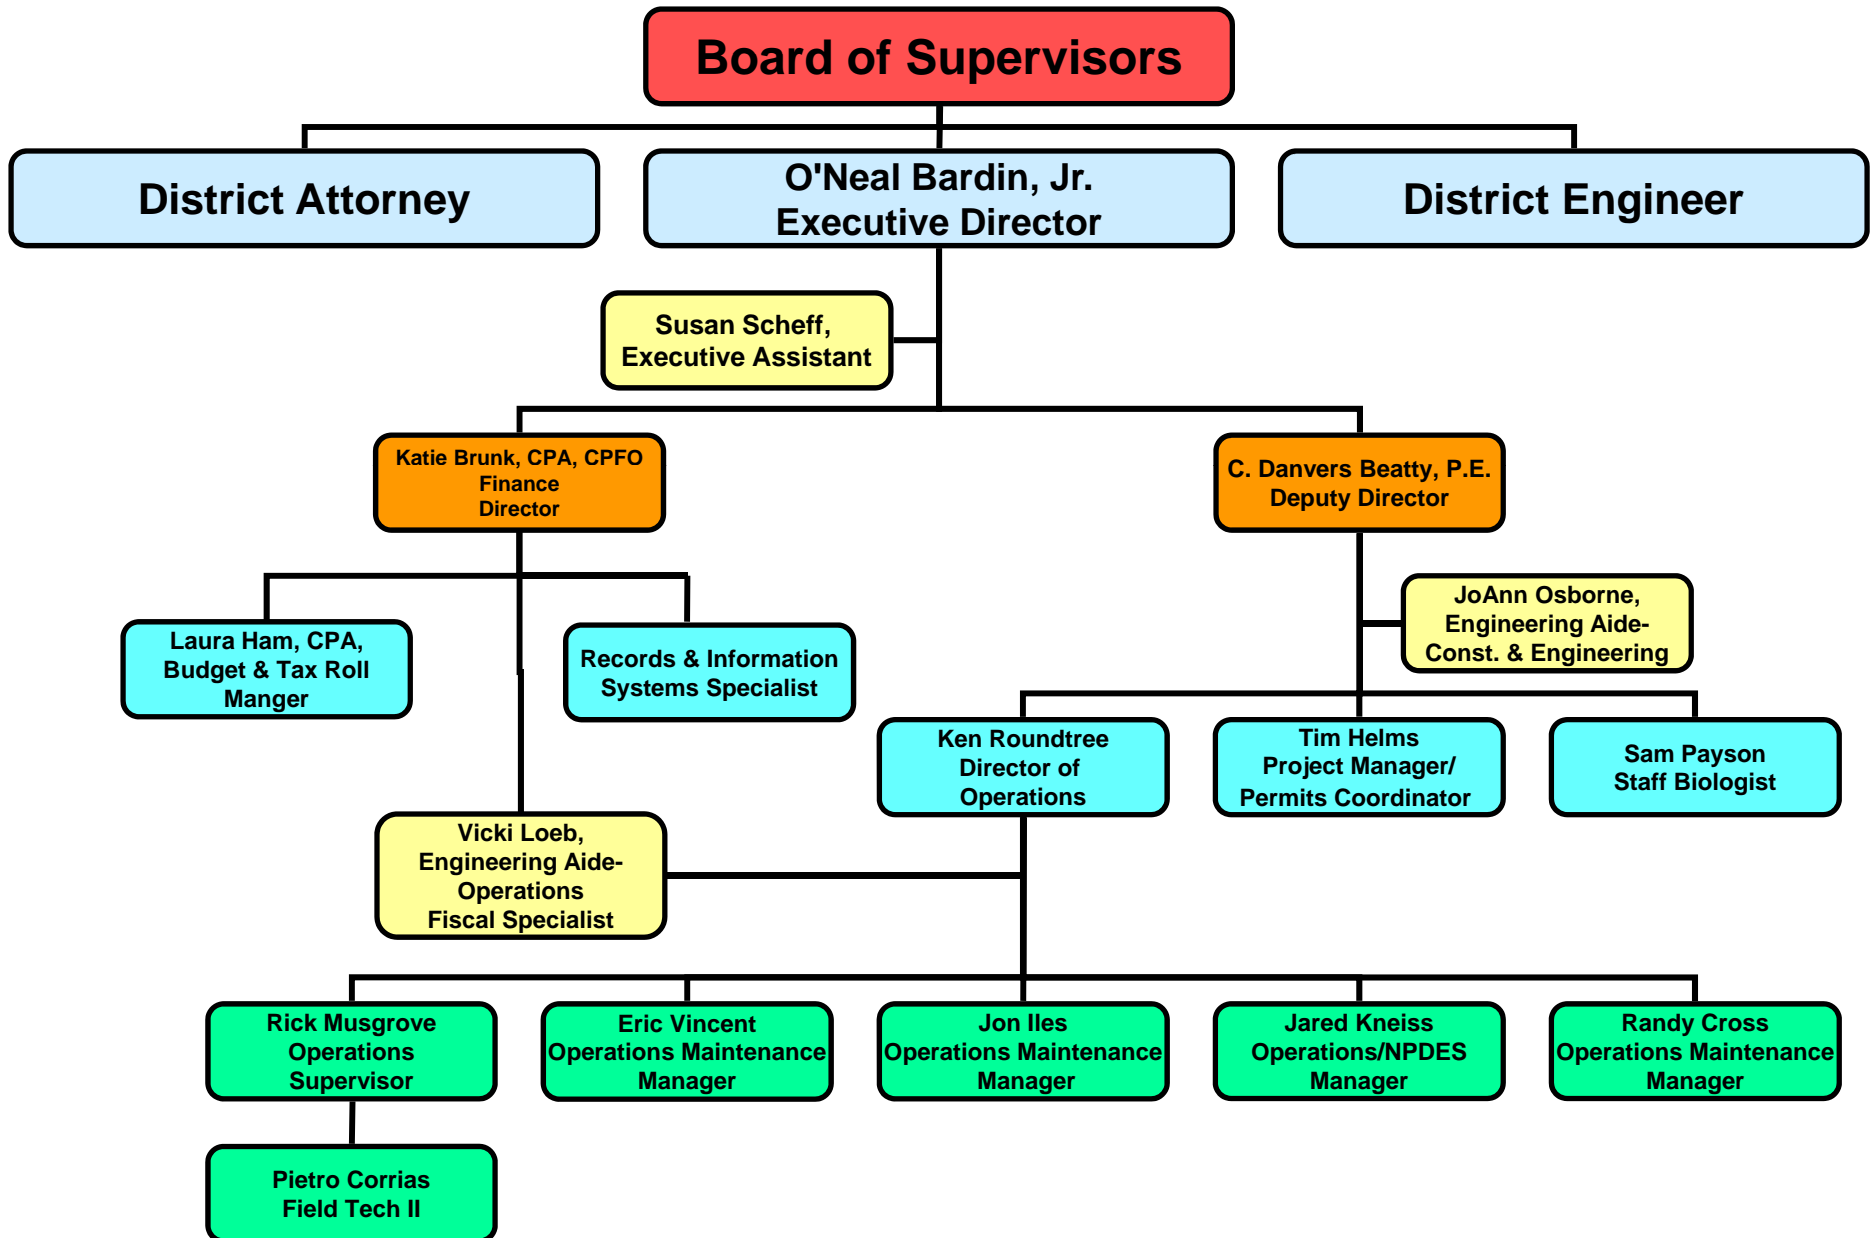 Board of Supervisors
District Attorney
O'Neal Bardin, Jr.
Executive Director
District Engineer
Susan Scheff,
Executive Assistant
Katie Brunk, CPA, CPFO
Finance
Director
C. Danvers Beatty, P.E.
Deputy Director
JoAnn Osborne,
Engineering Aide-
Const. & Engineering
Laura Ham, CPA,
Budget & Tax Roll
Manger
Records & Information
Systems Specialist
Ken Roundtree
Director of
Operations
Tim Helms
Project Manager/
Permits Coordinator
Sam Payson
Staff Biologist
Vicki Loeb,
Engineering Aide-
Operations
Fiscal Specialist
Rick Musgrove
Operations
Supervisor
Eric Vincent
Operations Maintenance
Manager
Jon Iles
Operations Maintenance
Manager
Jared Kneiss
Operations/NPDES
Manager
Randy Cross
Operations Maintenance
Manager
Pietro Corrias
Field Tech II